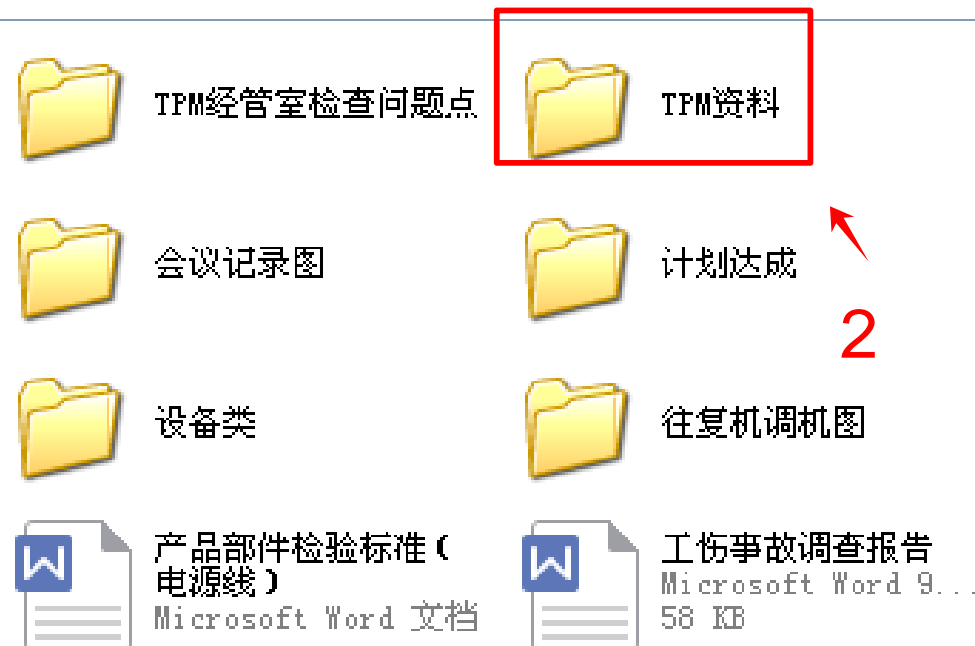 TPM经管室检查问题点
TPM资料
会议记录图
计划达成
2
设备类
往复机调机图
产品部件检验标准(
电源线)
Microsoft Word 文档
工伤事故调查报告
Microsoft Word 9...
58 KB